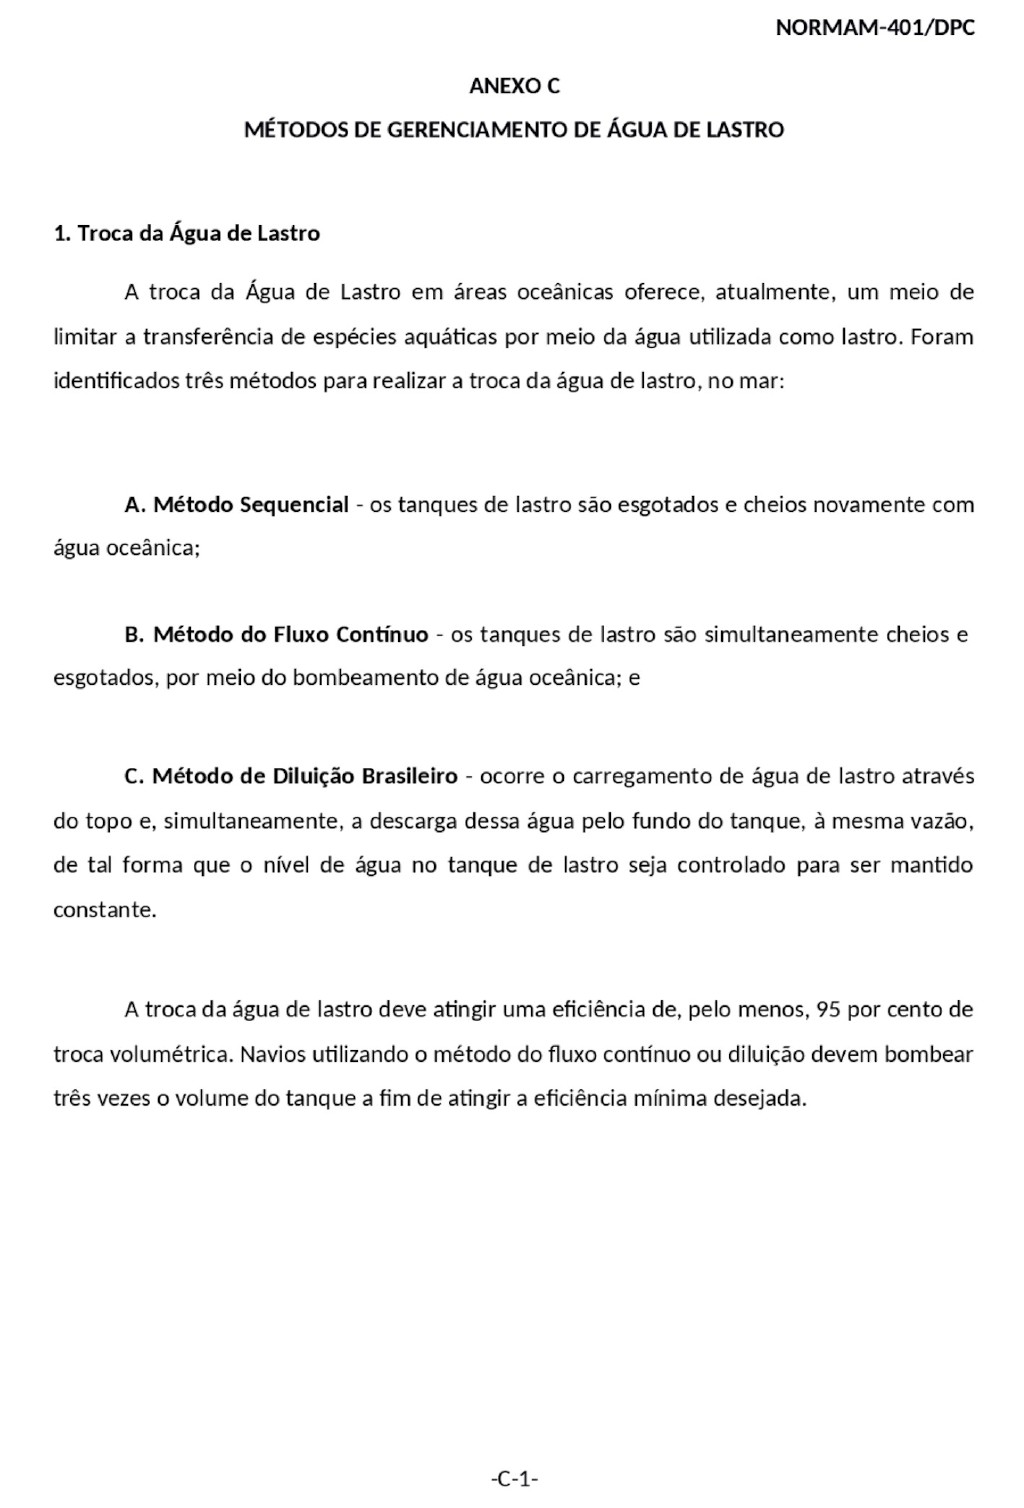 NORMAM-401/DPC
ANEXO C
MÉTODOS DE GERENCIAMENTO DE ÁGUA DE LASTRO
1. Troca da Água de Lastro
A troca da Água de Lastro em áreas oceânicas oferece, atualmente, um meio de
limitar a transferência de espécies aquáticas por meio da água utilizada como lastro. Foram
identificados três métodos para realizar a troca da água de lastro, no mar:
A. Método Sequencial - os tanques de lastro são esgotados e cheios novamente com
água oceânica;
B. Método do Fluxo Contínuo - os tanques de lastro são simultaneamente cheios e
esgotados, por meio do bombeamento de água oceânica; e
C. Método de Diluição Brasileiro - ocorre o carregamento de água de lastro através
do topo e, simultaneamente, a descarga dessa água pelo fundo do tanque, à mesma vazão,
de tal forma que o nível de água no tanque de lastro seja controlado para ser mantido
constante.
A troca da água de lastro deve atingir uma eficiência de, pelo menos, 95 por cento de
troca volumétrica. Navios utilizando o método do fluxo contínuo ou diluição devem bombear
três vezes o volume do tanque a fim de atingir a eficiência mínima desejada.
-C-1-